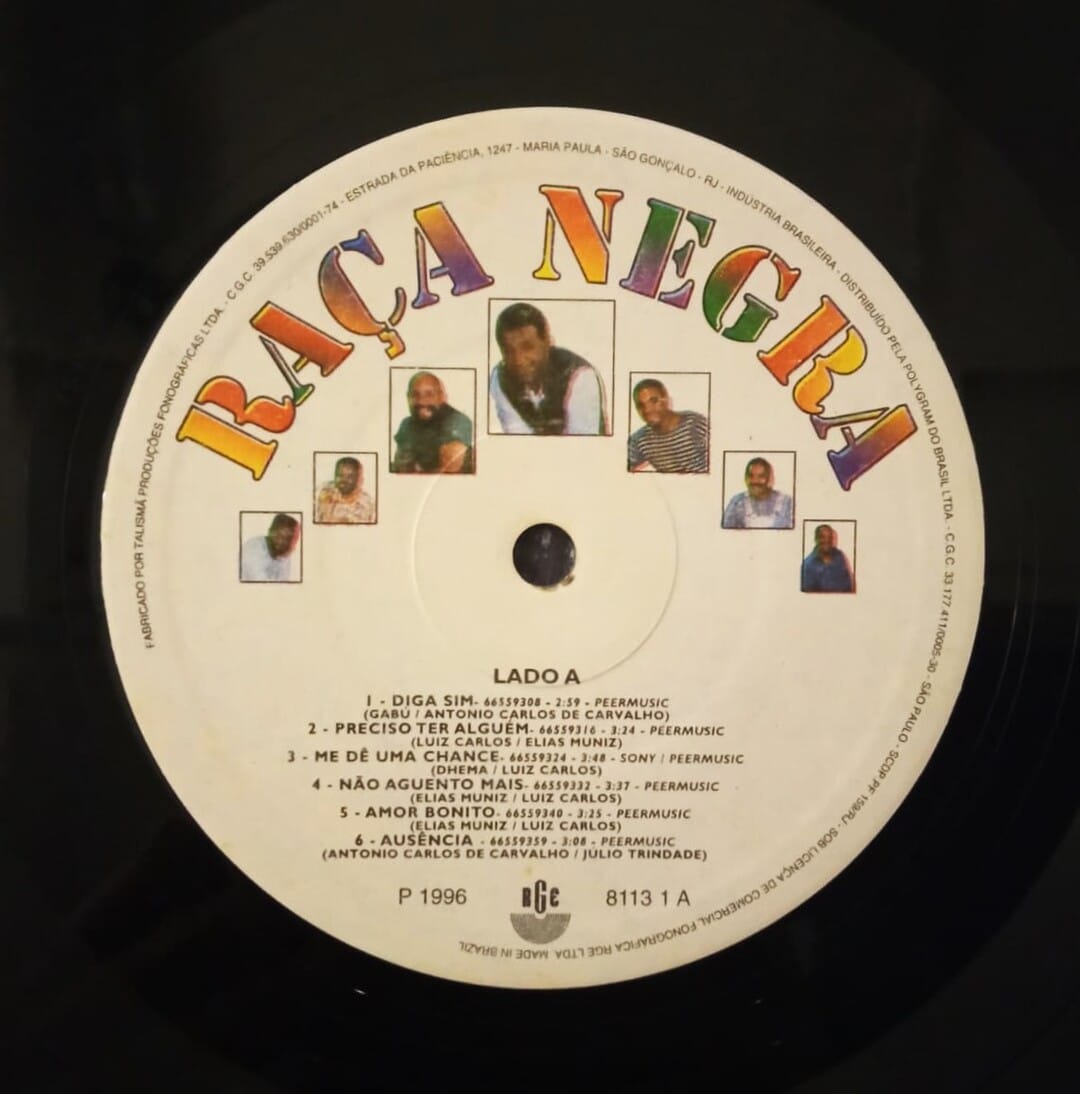 FABRICADO POR TALISMÃ PRODUÇÕES FONOGRÁFICAS LTDA. - C.G.C. 39.539.630/0001-74 - ESTRADA DA PACIÊNCIA, 1247 - MARIA PAULA - SÃO GONÇALO - RJ - INDÚSTRIA BRASILEIRA - DISTRIBUÍDO PELA POLYGRAM DO BRASIL LTDA. - C.G.C. 33.177.411/0005-30 - SÃO PAULO - SCDP-PF 159/RJ - SOB LICENÇA DE COMERCIAL FONOGRÁFICA RGE LTDA. MADE IN BRAZIL
RAÇA NEGRA
LADO A
1 - DIGA SIM- 66559308 - 2:59 - PEERMUSIC
(GABÚ / ANTONIO CARLOS DE CARVALHO)
2 - PRECISO TER ALGUÉM- 66559316 - 3:24 - PEERMUSIC
(LUIZ CARLOS / ELIAS MUNIZ)
3 - ME DÊ UMA CHANCE- 66559324 - 3:48 - SONY / PEERMUSIC
(DHEMA / LUIZ CARLOS)
4 - NÃO AGUENTO MAIS- 66559332 - 3:37 - PEERMUSIC
(ELIAS MUNIZ / LUIZ CARLOS)
5 - AMOR BONITO- 66559340 - 3:25 - PEERMUSIC
(ELIAS MUNIZ / LUIZ CARLOS)
6 - AUSÊNCIA - 66559359 - 3:08 - PEERMUSIC
(ANTONIO CARLOS DE CARVALHO / JÚLIO TRINDADE)
P 1996 RGE 8113 1 A